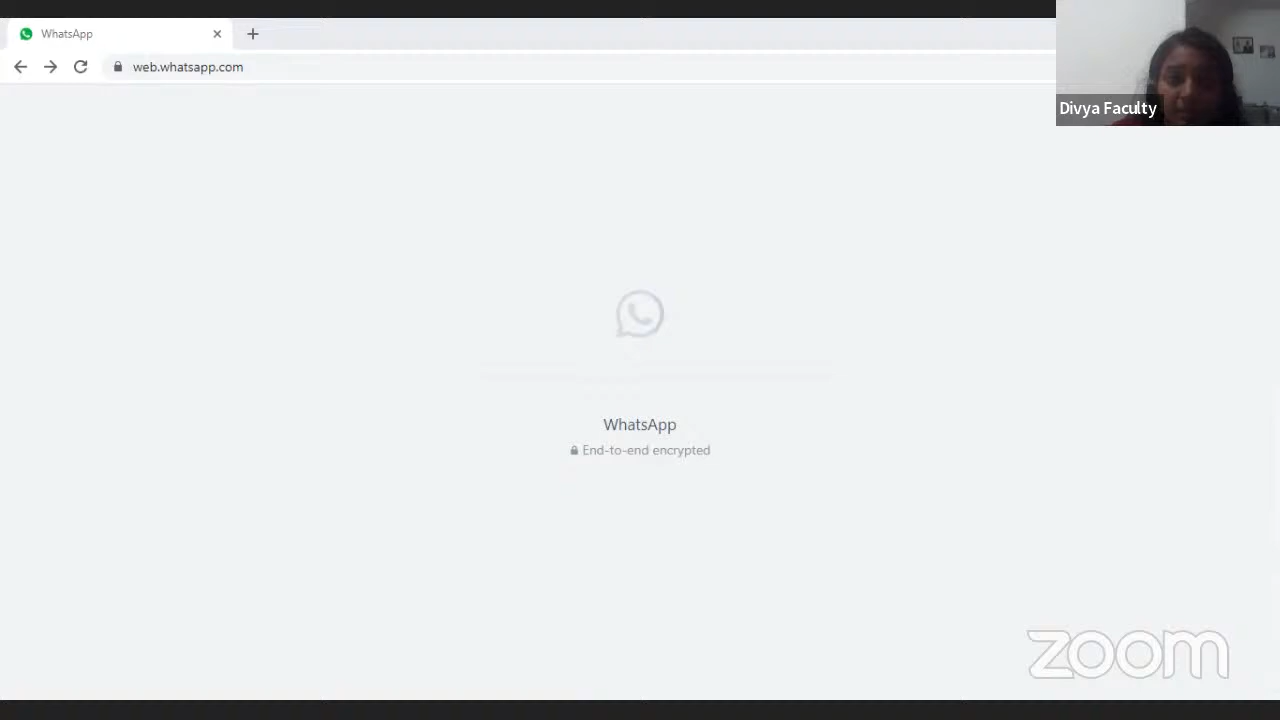 WhatsApp
web.whatsapp.com
Divya Faculty
WhatsApp
End-to-end encrypted
zoom